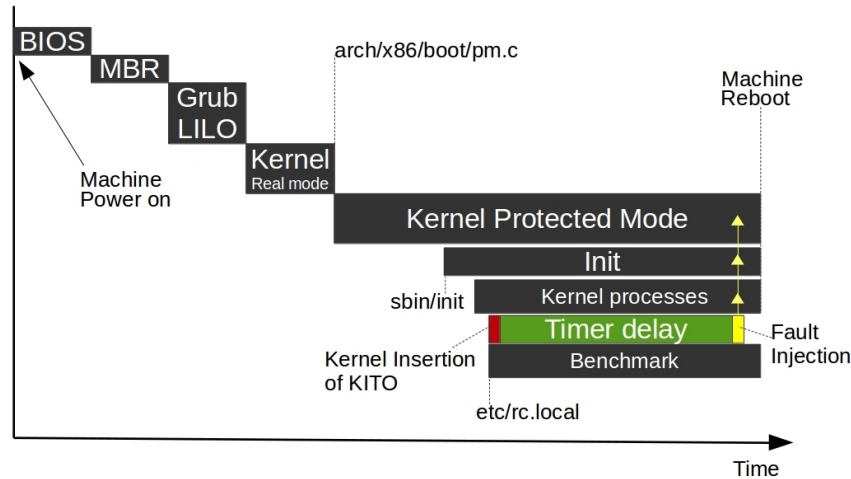 BIOS
MBR
Grub
LILO
Kernel
Real mode
arch/x86/boot/pm.c
Machine
Reboot
Machine
Power on
Kernel Protected Mode
Init
sbin/init
Kernel processes
Timer delay
Fault
Injection
Kernel Insertion
of KITO
Benchmark
etc/rc.local
Time